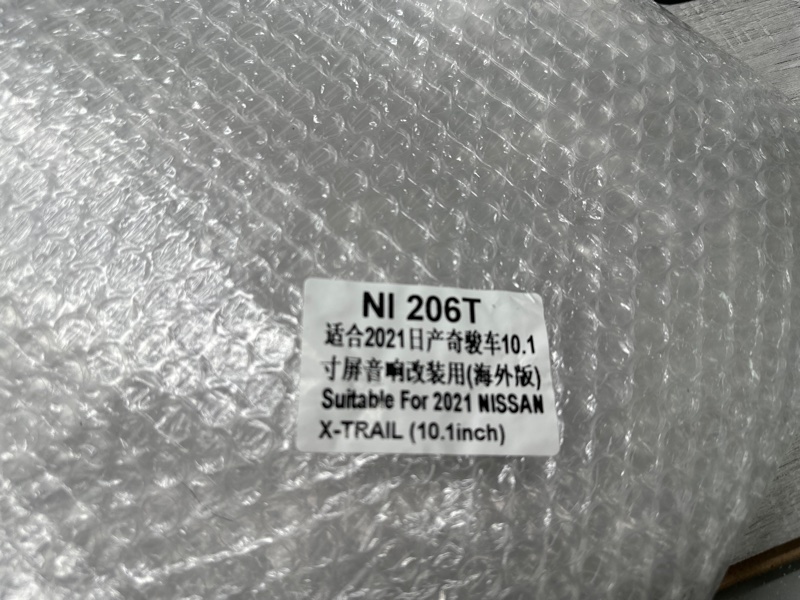 NI 206T
适合2021日产奇骏车10.1
寸屏音响改装用(海外版)
Suitable For 2021 NISSAN
X-TRAIL (10.1inch)